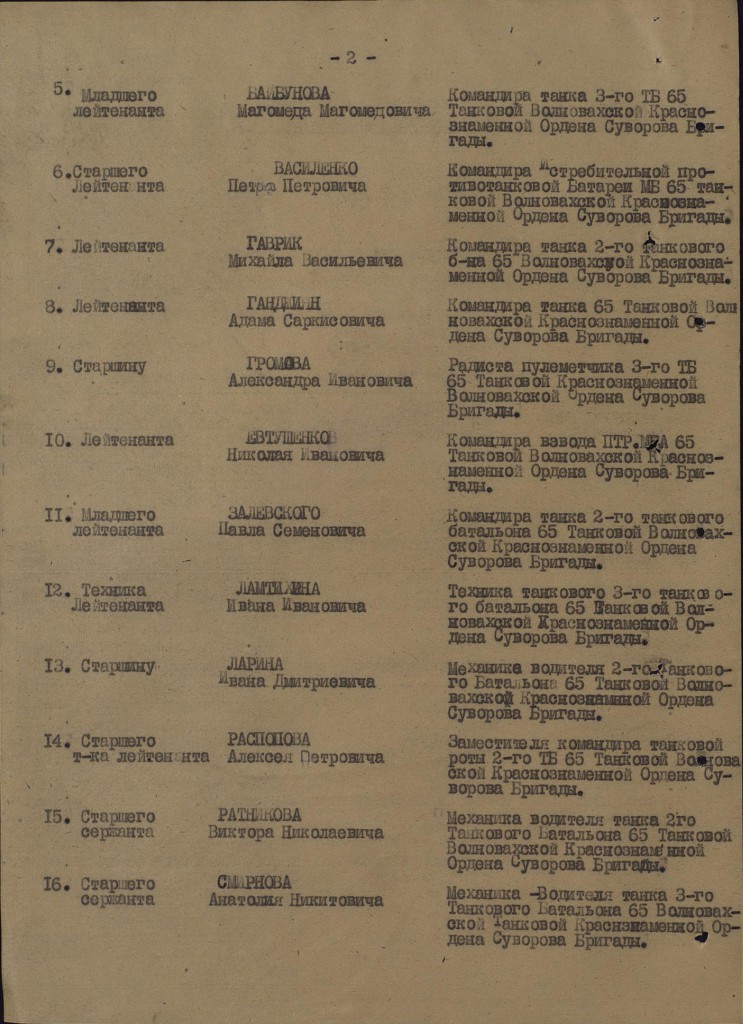 - 2 -
5. Младшего лейтенанта БАЙБУНОВА Магомеда Магомедовича
Командира танка 3-го ТБ 65
Танковой Волновахской Красно-
знаменной Ордена Суворова Бри-
гады.
6.Старшего Лейтенанта ВАСИЛЕНКО Петра Петровича
Командира Истребительной про-
тивотанковой Батареи МБ 65 тан-
ковой Волновахской Краснозна-
менной Ордена Суворова Бригады.
7. Лейтенанта ГАВРИК Михайла Васильевича
Командира танка 2-го танкового
б-на 65 Волновахской Краснозна-
менной Ордена Суворова Бригады.
8. Лейтенанта Адама Саркисовича
Командира танка 65 Танковой Вол
новахской Краснознаменной Ор-
дена Суворова Бригады.
9. Старшину ГРОМОВА Александра Ивановича
Радиста пулеметчика 3-го ТБ
65 Танковой Краснознаменной
Волновахской Ордена Суворова
Бригады.
10. Лейтенанта ЕВТУШЕНКОВ Николая Ивановича
Командира взвода ПТР. 65
Танковой Волновахской Красноз-
наменной Ордена Суворова Бри-
гады.
11. Младшего лейтенанта ЗАЛЕВСКОГО Павла Семеновича
Командира танка 2-го танкового
батальона 65 Танковой Волновах-
ской Краснознаменной Ордена
Суворова Бригады.
12. Техника Лейтенанта ЛАМТИХИНА Ивана Ивановича
Техника танкового 3-го танково-
го батальона 65 Танковой Вол-
новахской Краснознаменной Ор-
дена Суворова Бригады.
13. Старшину ЛАРИНА Ивана Дмитриевича
Механика водителя 2-го Танково-
го Батальона 65 Танковой Волно-
вахской Краснознаминной Ордена
Суворова Бригады.
14. Старшего т-ка лейтенанта РАСПОПОВА Алексея Петровича
Заместителя командира танковой
роты 2-го ТБ 65 Танковой Волнова
ской Краснознаменной Ордена Су-
ворова Бригады.
15. Старшего сержанта РАТНИКОВА Виктора Николаевича
Механика водителя танка 2го
Танкового Батальона 65 Танковой
Волновахской Краснознаменной
Ордена Суворова Бригады.
16. Старшего сержанта СМИРНОВА Анатолия Никитовича
Механика -Водителя танка 3-го
Танкового Батальона 65 Волновах-
ской Танковой Краснзнаменной Ор-
дена Суворова Бригады.